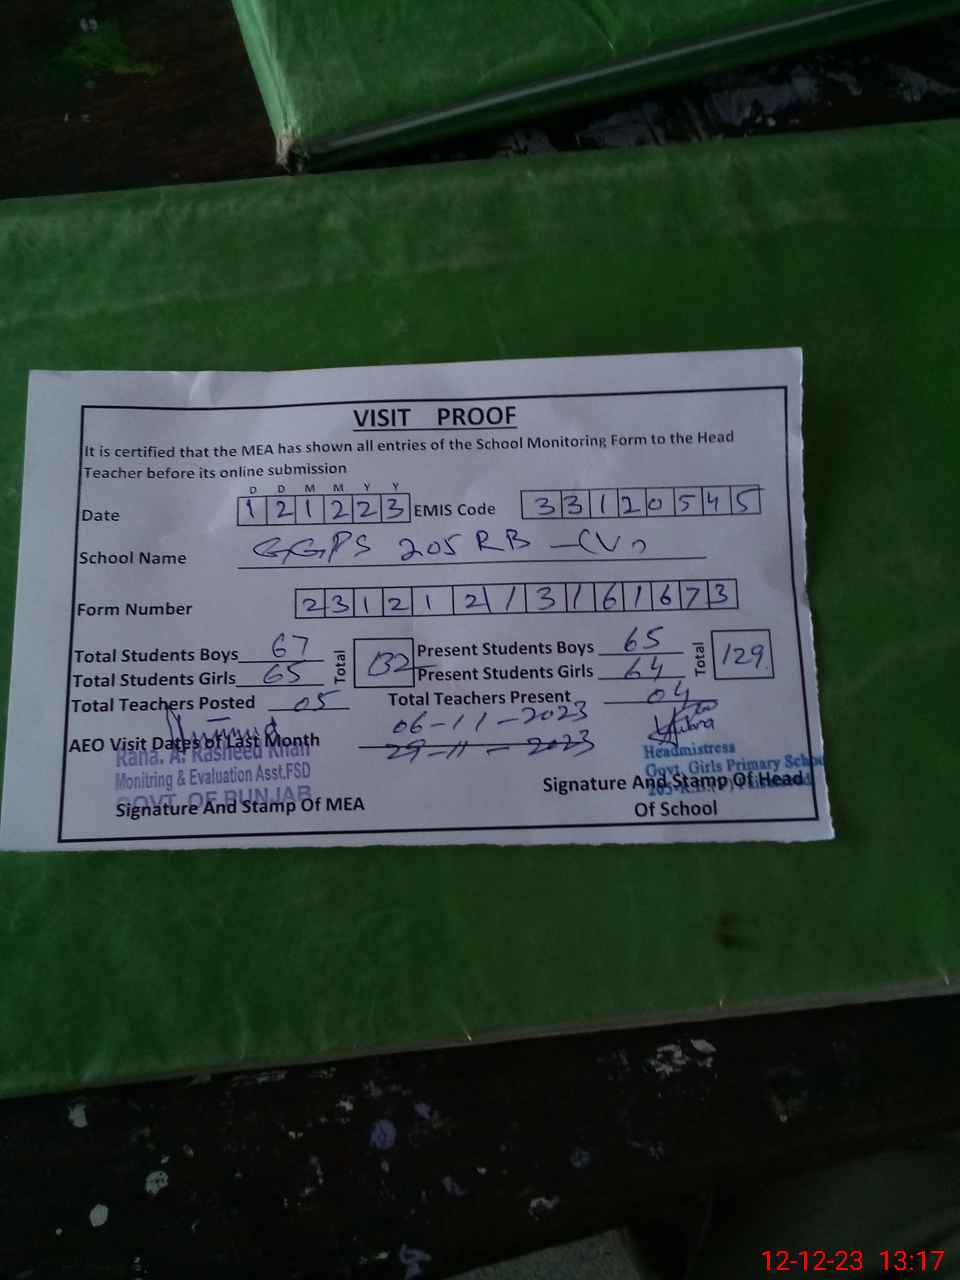 VISIT PROOF
It is certified that the MEA has shown all entries of the School Monitoring Form to the Head
Teacher before its online submission
D D M M Y Y
Date 1 2 1 2 2 3 EMIS Code 3 3 1 2 0 5 4 5
School Name GGPS 205 RB
Form Number 2 3 1 2 1 2 1 / 3 1 6 1 6 7 3
Total Students Boys 67 Total 132 Present Students Boys 65 Total 129
Total Students Girls 65 Present Students Girls 64
Total Teachers Posted 05 Total Teachers Present 04
AEO Visit Dates of Last Month 06-11-2023
29-11-2023
Rana. A. Rasheed Khan
Monitring & Evaluation Asst.FSD
GOVT. OF PUNJAB
Signature And Stamp Of MEA
Headmistress
Govt. Girls Primary School
Signature And Stamp Of Head
Of School
12-12-23 13:17